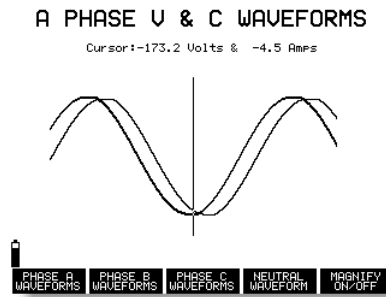 A PHASE V & C WAVEFORMS
Cursor:-173.2 Volts & -4.5 Amps
PHASE A WAVEFORMS
PHASE B WAVEFORMS
PHASE C WAVEFORMS
NEUTRAL WAVEFORM
MAGNIFY ON/OFF